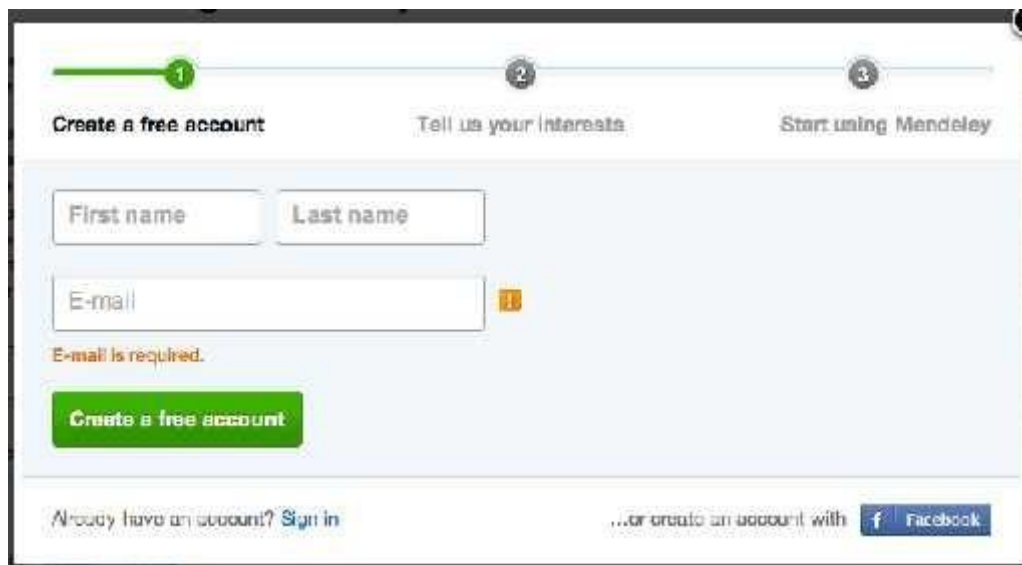 1 2 3
Create a free account Tell us your interests Start using Mendeley
First name Last name
E-mail !
E-mail is required.
Create a free account
Already have an account? Sign in ...or create an account with f Facebook